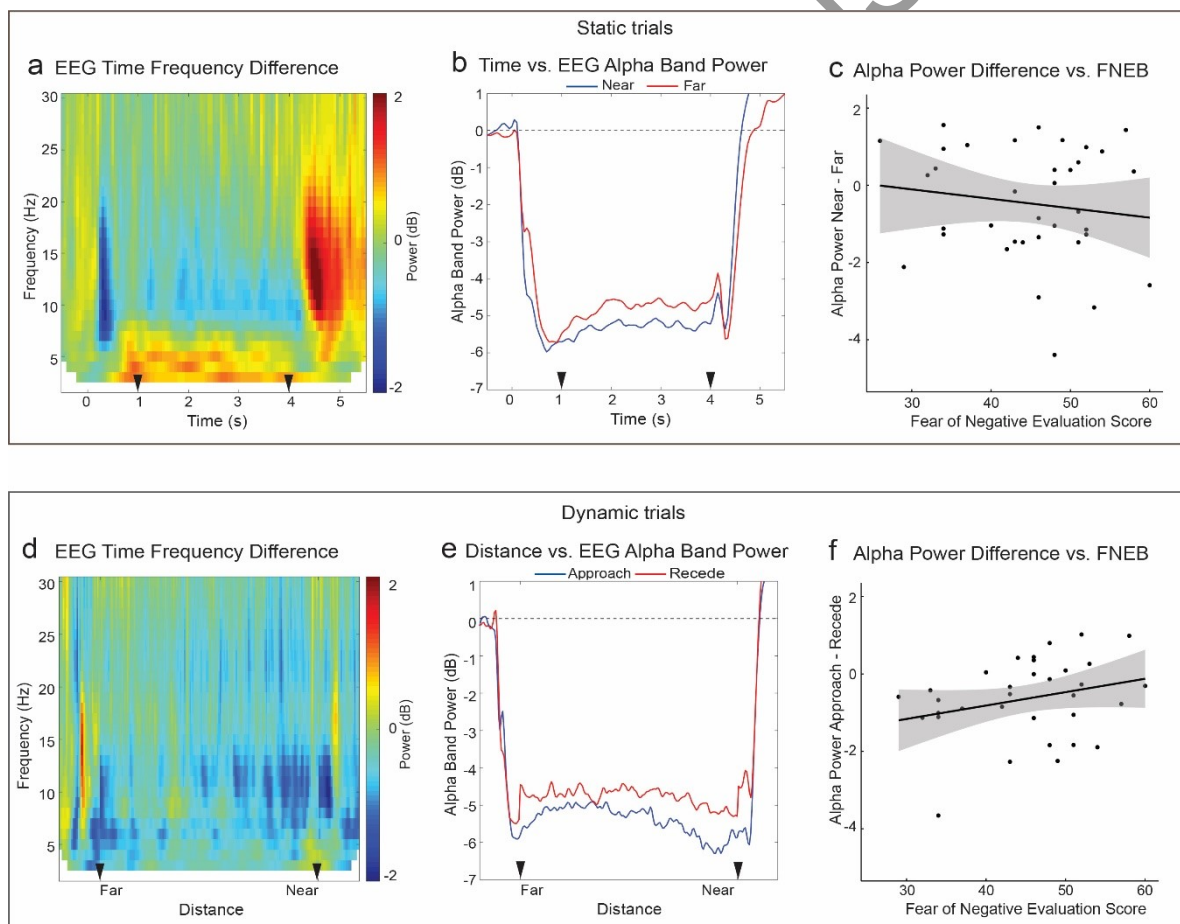 Static trials
a EEG Time Frequency Difference
30
25
20
15
10
5
Frequency (Hz)
0
1
2
3
4
5
Time (s)
2
0
-2
Power (dB)
b Time vs. EEG Alpha Band Power
Near Far
1
0
-1
-2
-3
-4
-5
-6
-7
Alpha Band Power (dB)
0
1
2
3
4
5
Time (s)
c Alpha Power Difference vs. FNEB
2
0
-2
-4
Alpha Power Near - Far
30
40
50
60
Fear of Negative Evaluation Score
Dynamic trials
d EEG Time Frequency Difference
30
25
20
15
10
5
Frequency (Hz)
Far
Near
Distance
2
0
-2
Power (dB)
e Distance vs. EEG Alpha Band Power
Approach Recede
1
0
-1
-2
-3
-4
-5
-6
-7
Alpha Band Power (dB)
Far
Near
Distance
f Alpha Power Difference vs. FNEB
2
0
-2
-4
Alpha Power Approach - Recede
30
40
50
60
Fear of Negative Evaluation Score